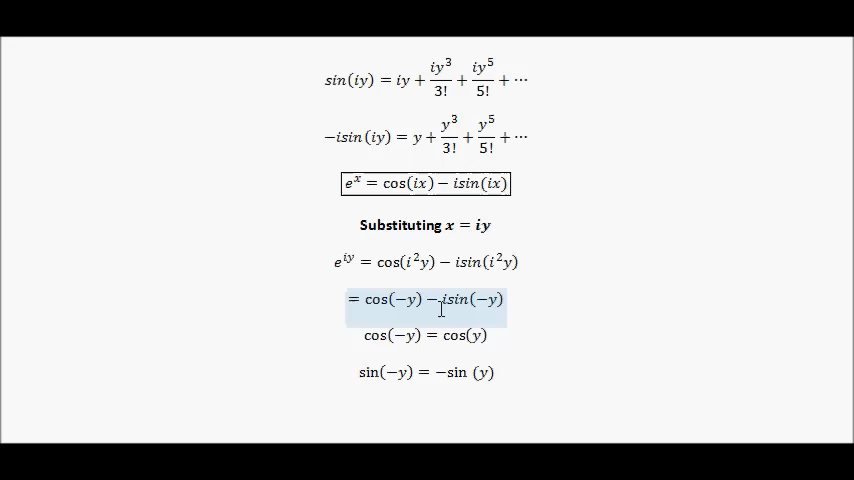 sin(iy) = iy + iy³/3! + iy⁵/5! + ⋯
−isin(iy) = y + y³/3! + y⁵/5! + ⋯
eˣ = cos(ix) − isin(ix)
Substituting x = iy
eⁱʸ = cos(i²y) − isin(i²y)
= cos(−y) − isin(−y)
cos(−y) = cos(y)
sin(−y) = −sin (y)